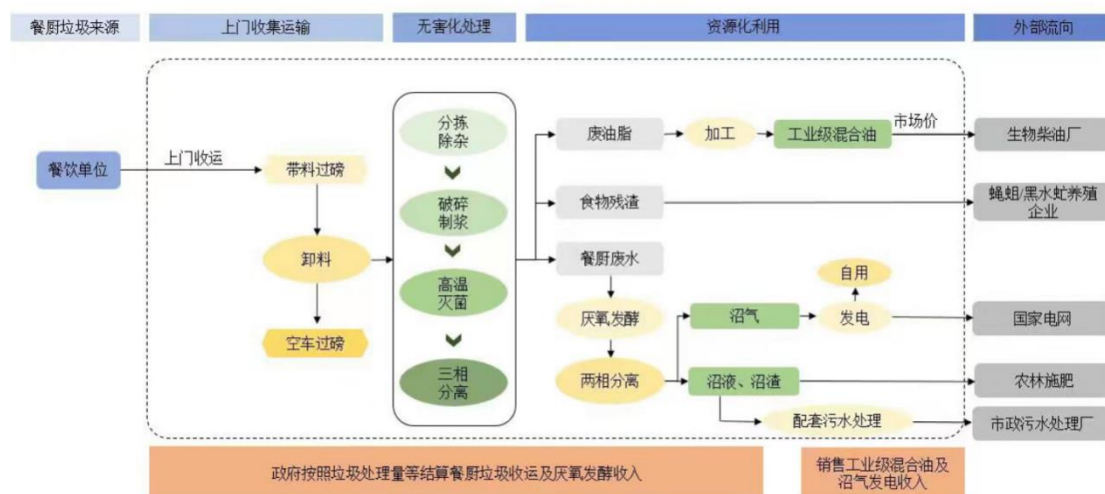 餐厨垃圾来源
上门收集运输
无害化处理
资源化利用
外部流向
餐饮单位
上门收运
带料过磅
卸料
空车过磅
分拣
除杂
破碎
制浆
高温
灭菌
三相
分离
废油脂
加工
工业级混合油
市场价
生物柴油厂
食物残渣
蝇蛆/黑水虻养殖
企业
餐厨废水
厌氧发酵
两相分离
沼气
发电
自用
国家电网
沼液、沼渣
农林施肥
配套污水处理
市政污水处理厂
政府按照垃圾处理量等结算餐厨垃圾收运及厌氧发酵收入
销售工业级混合油及
沼气发电收入